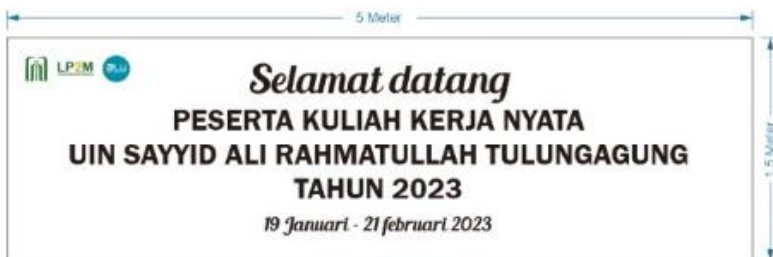 5 Meter
LP2M
Selamat datang
PESERTA KULIAH KERJA NYATA
UIN SAYYID ALI RAHMATULLAH TULUNGAGUNG
TAHUN 2023
19 Januari - 21 februari 2023
1,5 Meter